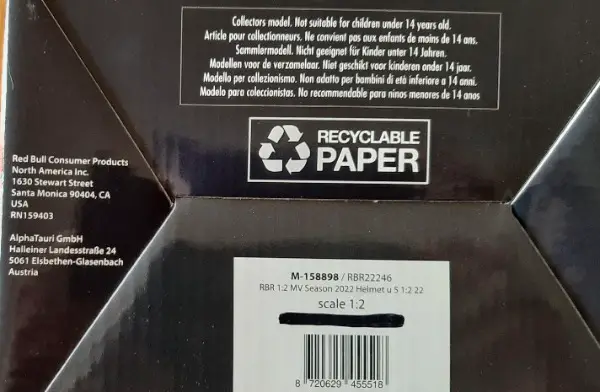 Collectors model. Not suitable for children under 14 years old.
Article pour collectionneurs. Ne convient pas aux enfants de moins de 14 ans.
Sammlermodell. Nicht geeignet für Kinder unter 14 Jahren.
Modellen voor de verzamelaar. Niet geschikt voor kinderen onder 14 jaar.
Modello per collezionismo. Non adatto per bambini di età inferiore a 14 anni.
Modelo para coleccionistas. No recommendable para ninos menores de 14 anos
RECYCLABLE
PAPER
Red Bull Consumer Products
North America Inc.
1630 Stewart Street
Santa Monica 90404, CA
USA
RN159403
AlphaTauri GmbH
Halleiner Landesstraße 24
5061 Elsbethen-Glasenbach
Austria
M-158898 / RBR22246
RBR 1:2 MV Season 2022 Helmet u 5 1:2 22
scale 1:2
8 720629 455518